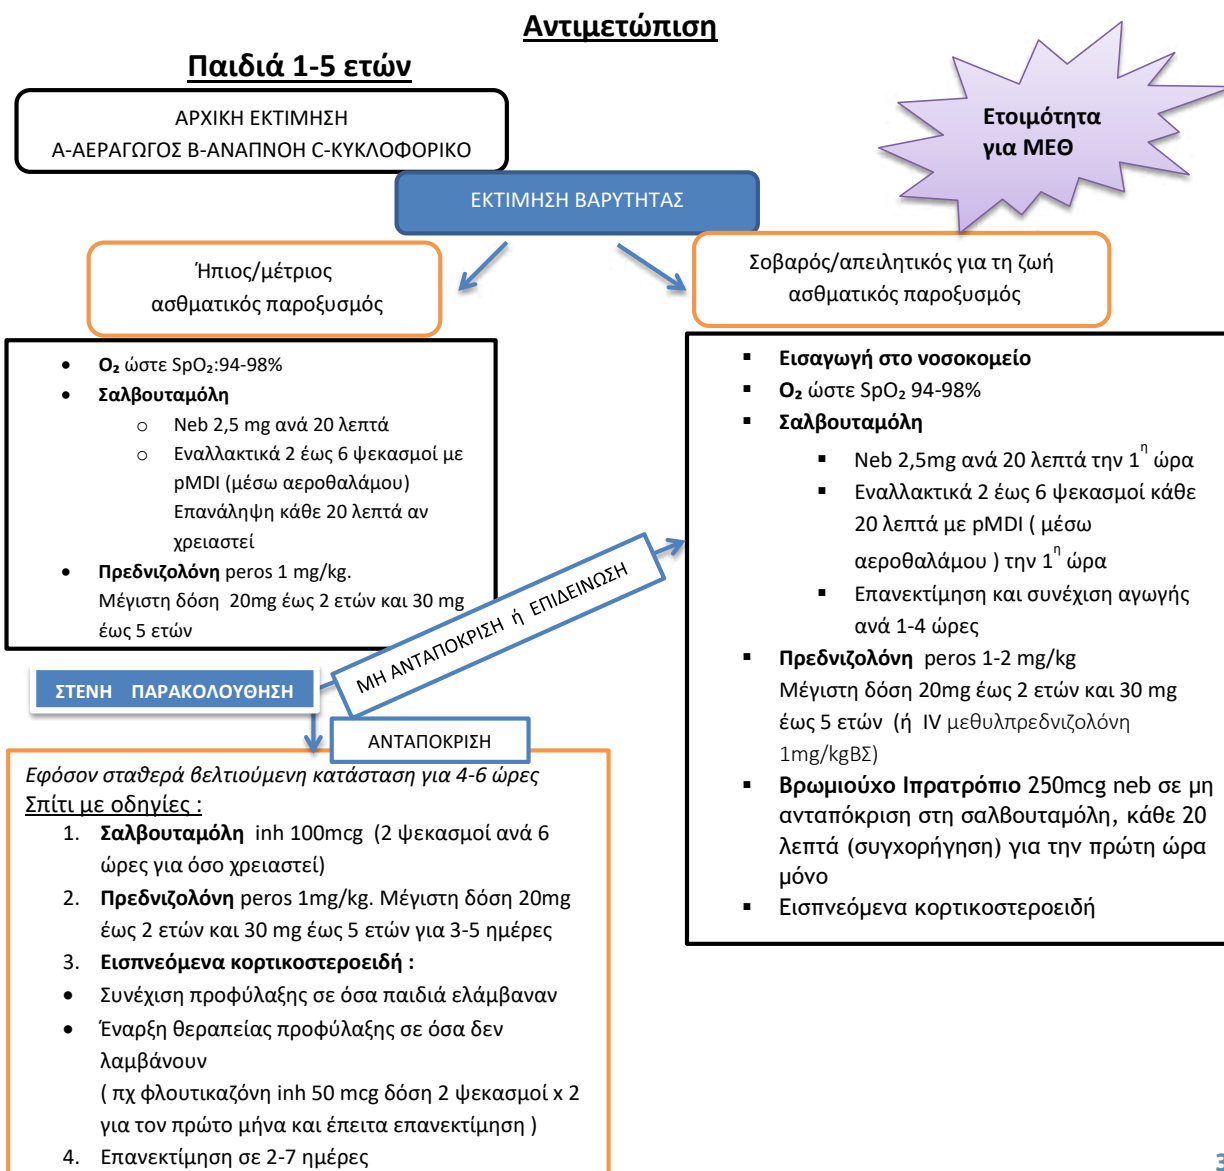 Αντιμετώπιση
Παιδιά 1-5 ετών
ΑΡΧΙΚΗ ΕΚΤΙΜΗΣΗ
Α-ΑΕΡΑΓΩΓΟΣ Β-ΑΝΑΠΝΟΗ C-ΚΥΚΛΟΦΟΡΙΚΟ
Ετοιμότητα
για ΜΕΘ
ΕΚΤΙΜΗΣΗ ΒΑΡΥΤΗΤΑΣ
Ήπιος/μέτριος
ασθματικός παροξυσμός
Σοβαρός/απειλητικός για τη ζωή
ασθματικός παροξυσμός
• O₂ ώστε SpO₂:94-98%
• Σαλβουταμόλη
o Neb 2,5 mg ανά 20 λεπτά
o Εναλλακτικά 2 έως 6 ψεκασμοί με
pMDI (μέσω αεροθαλάμου)
Επανάληψη κάθε 20 λεπτά αν
χρειαστεί
• Πρεδνιζολόνη peros 1 mg/kg.
Μέγιστη δόση 20mg έως 2 ετών και 30 mg
έως 5 ετών
ΣΤΕΝΗ ΠΑΡΑΚΟΛΟΥΘΗΣΗ
ΜΗ ΑΝΤΑΠΟΚΡΙΣΗ ή ΕΠΙΔΕΙΝΩΣΗ
ΑΝΤΑΠΟΚΡΙΣΗ
Εφόσον σταθερά βελτιούμενη κατάσταση για 4-6 ώρες
Σπίτι με οδηγίες :
1. Σαλβουταμόλη inh 100mcg (2 ψεκασμοί ανά 6
ώρες για όσο χρειαστεί)
2. Πρεδνιζολόνη peros 1mg/kg. Μέγιστη δόση 20mg
έως 2 ετών και 30 mg έως 5 ετών για 3-5 ημέρες
3. Εισπνεόμενα κορτικοστεροειδή :
• Συνέχιση προφύλαξης σε όσα παιδιά ελάμβαναν
• Έναρξη θεραπείας προφύλαξης σε όσα δεν
λαμβάνουν
( πχ φλουτικαζόνη inh 50 mcg δόση 2 ψεκασμοί x 2
για τον πρώτο μήνα και έπειτα επανεκτίμηση )
4. Επανεκτίμηση σε 2-7 ημέρες
▪ Εισαγωγή στο νοσοκομείο
▪ O₂ ώστε SpO₂ 94-98%
▪ Σαλβουταμόλη
▪ Neb 2,5mg ανά 20 λεπτά την 1η ώρα
▪ Εναλλακτικά 2 έως 6 ψεκασμοί κάθε
20 λεπτά με pMDI ( μέσω
αεροθαλάμου ) την 1η ώρα
▪ Επανεκτίμηση και συνέχιση αγωγής
ανά 1-4 ώρες
▪ Πρεδνιζολόνη peros 1-2 mg/kg
Μέγιστη δόση 20mg έως 2 ετών και 30 mg
έως 5 ετών (ή IV μεθυλπρεδνιζολόνη
1mg/kgΒΣ)
▪ Βρωμιούχο Ιπρατρόπιο 250mcg neb σε μη
ανταπόκριση στη σαλβουταμόλη, κάθε 20
λεπτά (συγχορήγηση) για την πρώτη ώρα
μόνο
▪ Εισπνεόμενα κορτικοστεροειδή